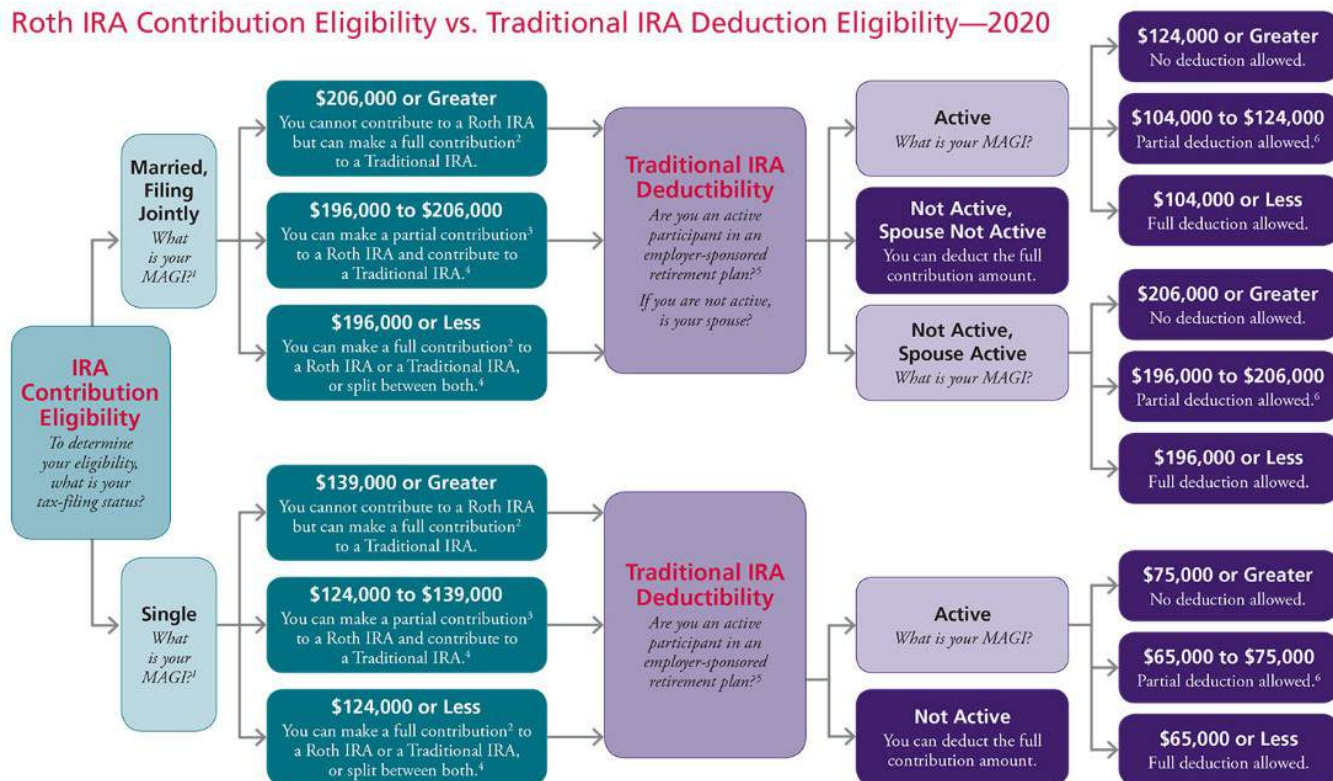 Roth IRA Contribution Eligibility vs. Traditional IRA Deduction Eligibility—2020
IRA
Contribution
Eligibility
To determine
your eligibility,
what is your
tax-filing status?
Married,
Filing
Jointly
What
is your
MAGI?¹
$206,000 or Greater
You cannot contribute to a Roth IRA
but can make a full contribution²
to a Traditional IRA.
$196,000 to $206,000
You can make a partial contribution³
to a Roth IRA and contribute to
a Traditional IRA.⁴
$196,000 or Less
You can make a full contribution² to
a Roth IRA or a Traditional IRA,
or split between both.⁴
Traditional IRA
Deductibility
Are you an active
participant in an
employer-sponsored
retirement plan?⁵
If you are not active,
is your spouse?
Active
What is your MAGI?
$124,000 or Greater
No deduction allowed.
$104,000 to $124,000
Partial deduction allowed.⁶
$104,000 or Less
Full deduction allowed.
Not Active,
Spouse Not Active
You can deduct the full
contribution amount.
Not Active,
Spouse Active
What is your MAGI?
$206,000 or Greater
No deduction allowed.
$196,000 to $206,000
Partial deduction allowed.⁶
$196,000 or Less
Full deduction allowed.
Single
What
is your
MAGI?¹
$139,000 or Greater
You cannot contribute to a Roth IRA
but can make a full contribution²
to a Traditional IRA.
$124,000 to $139,000
You can make a partial contribution³
to a Roth IRA and contribute to
a Traditional IRA.⁴
$124,000 or Less
You can make a full contribution² to
a Roth IRA or a Traditional IRA,
or split between both.⁴
Traditional IRA
Deductibility
Are you an active
participant in an
employer-sponsored
retirement plan?⁵
Active
What is your MAGI?
$75,000 or Greater
No deduction allowed.
$65,000 to $75,000
Partial deduction allowed.⁶
$65,000 or Less
Full deduction allowed.
Not Active
You can deduct the full
contribution amount.